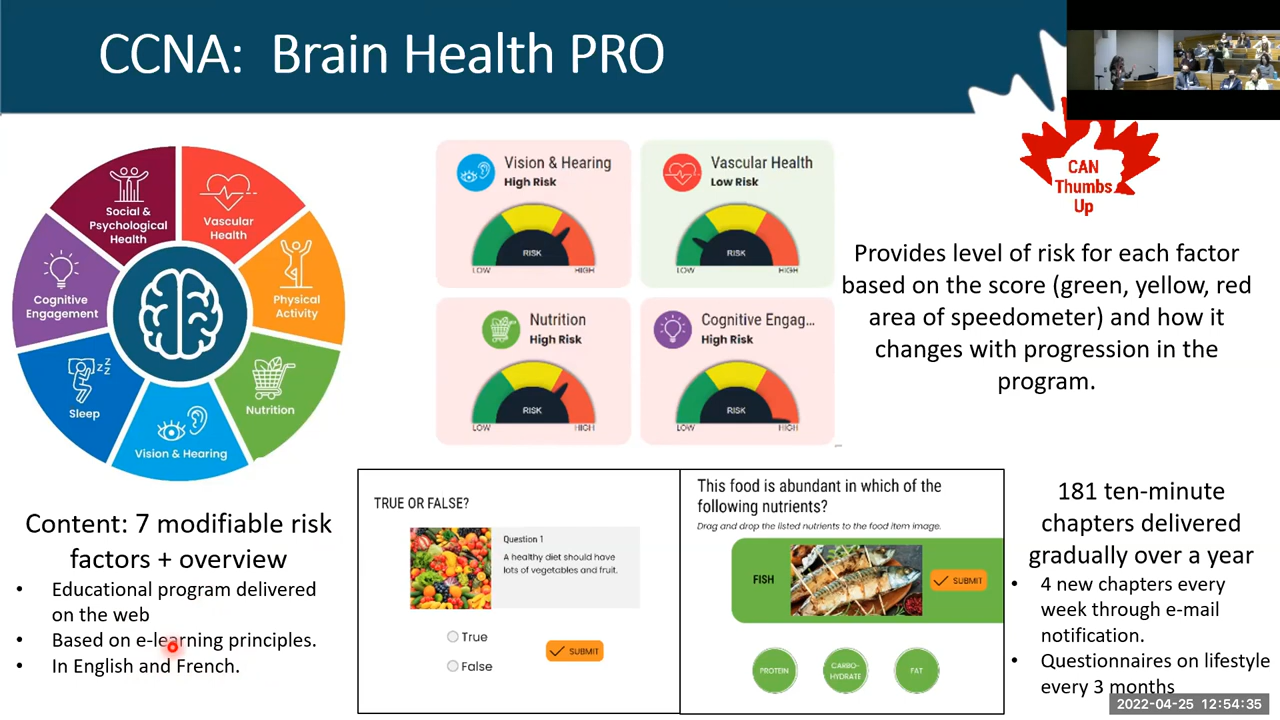 CCNA: Brain Health PRO
CAN
Thumbs
Up
Social &
Psychological
Health
Vascular
Health
Physical
Activity
Nutrition
Vision & Hearing
Sleep
Cognitive
Engagement
Vision & Hearing
High Risk
RISK
LOW
HIGH
Vascular Health
Low Risk
RISK
LOW
HIGH
Nutrition
High Risk
RISK
LOW
HIGH
Cognitive Engag...
High Risk
RISK
LOW
HIGH
Provides level of risk for each factor
based on the score (green, yellow, red
area of speedometer) and how it
changes with progression in the
program.
Content: 7 modifiable risk
factors + overview
• Educational program delivered
on the web
• Based on e-learning principles.
• In English and French.
TRUE OR FALSE?
Question 1
A healthy diet should have
lots of vegetables and fruit.
True
False
SUBMIT
This food is abundant in which of the
following nutrients?
Drag and drop the listed nutrients to the food item image.
FISH
SUBMIT
PROTEIN
CARBO-
HYDRATE
FAT
181 ten-minute
chapters delivered
gradually over a year
• 4 new chapters every
week through e-mail
notification.
• Questionnaires on lifestyle
every 3 months
2022-04-25 12:54:35